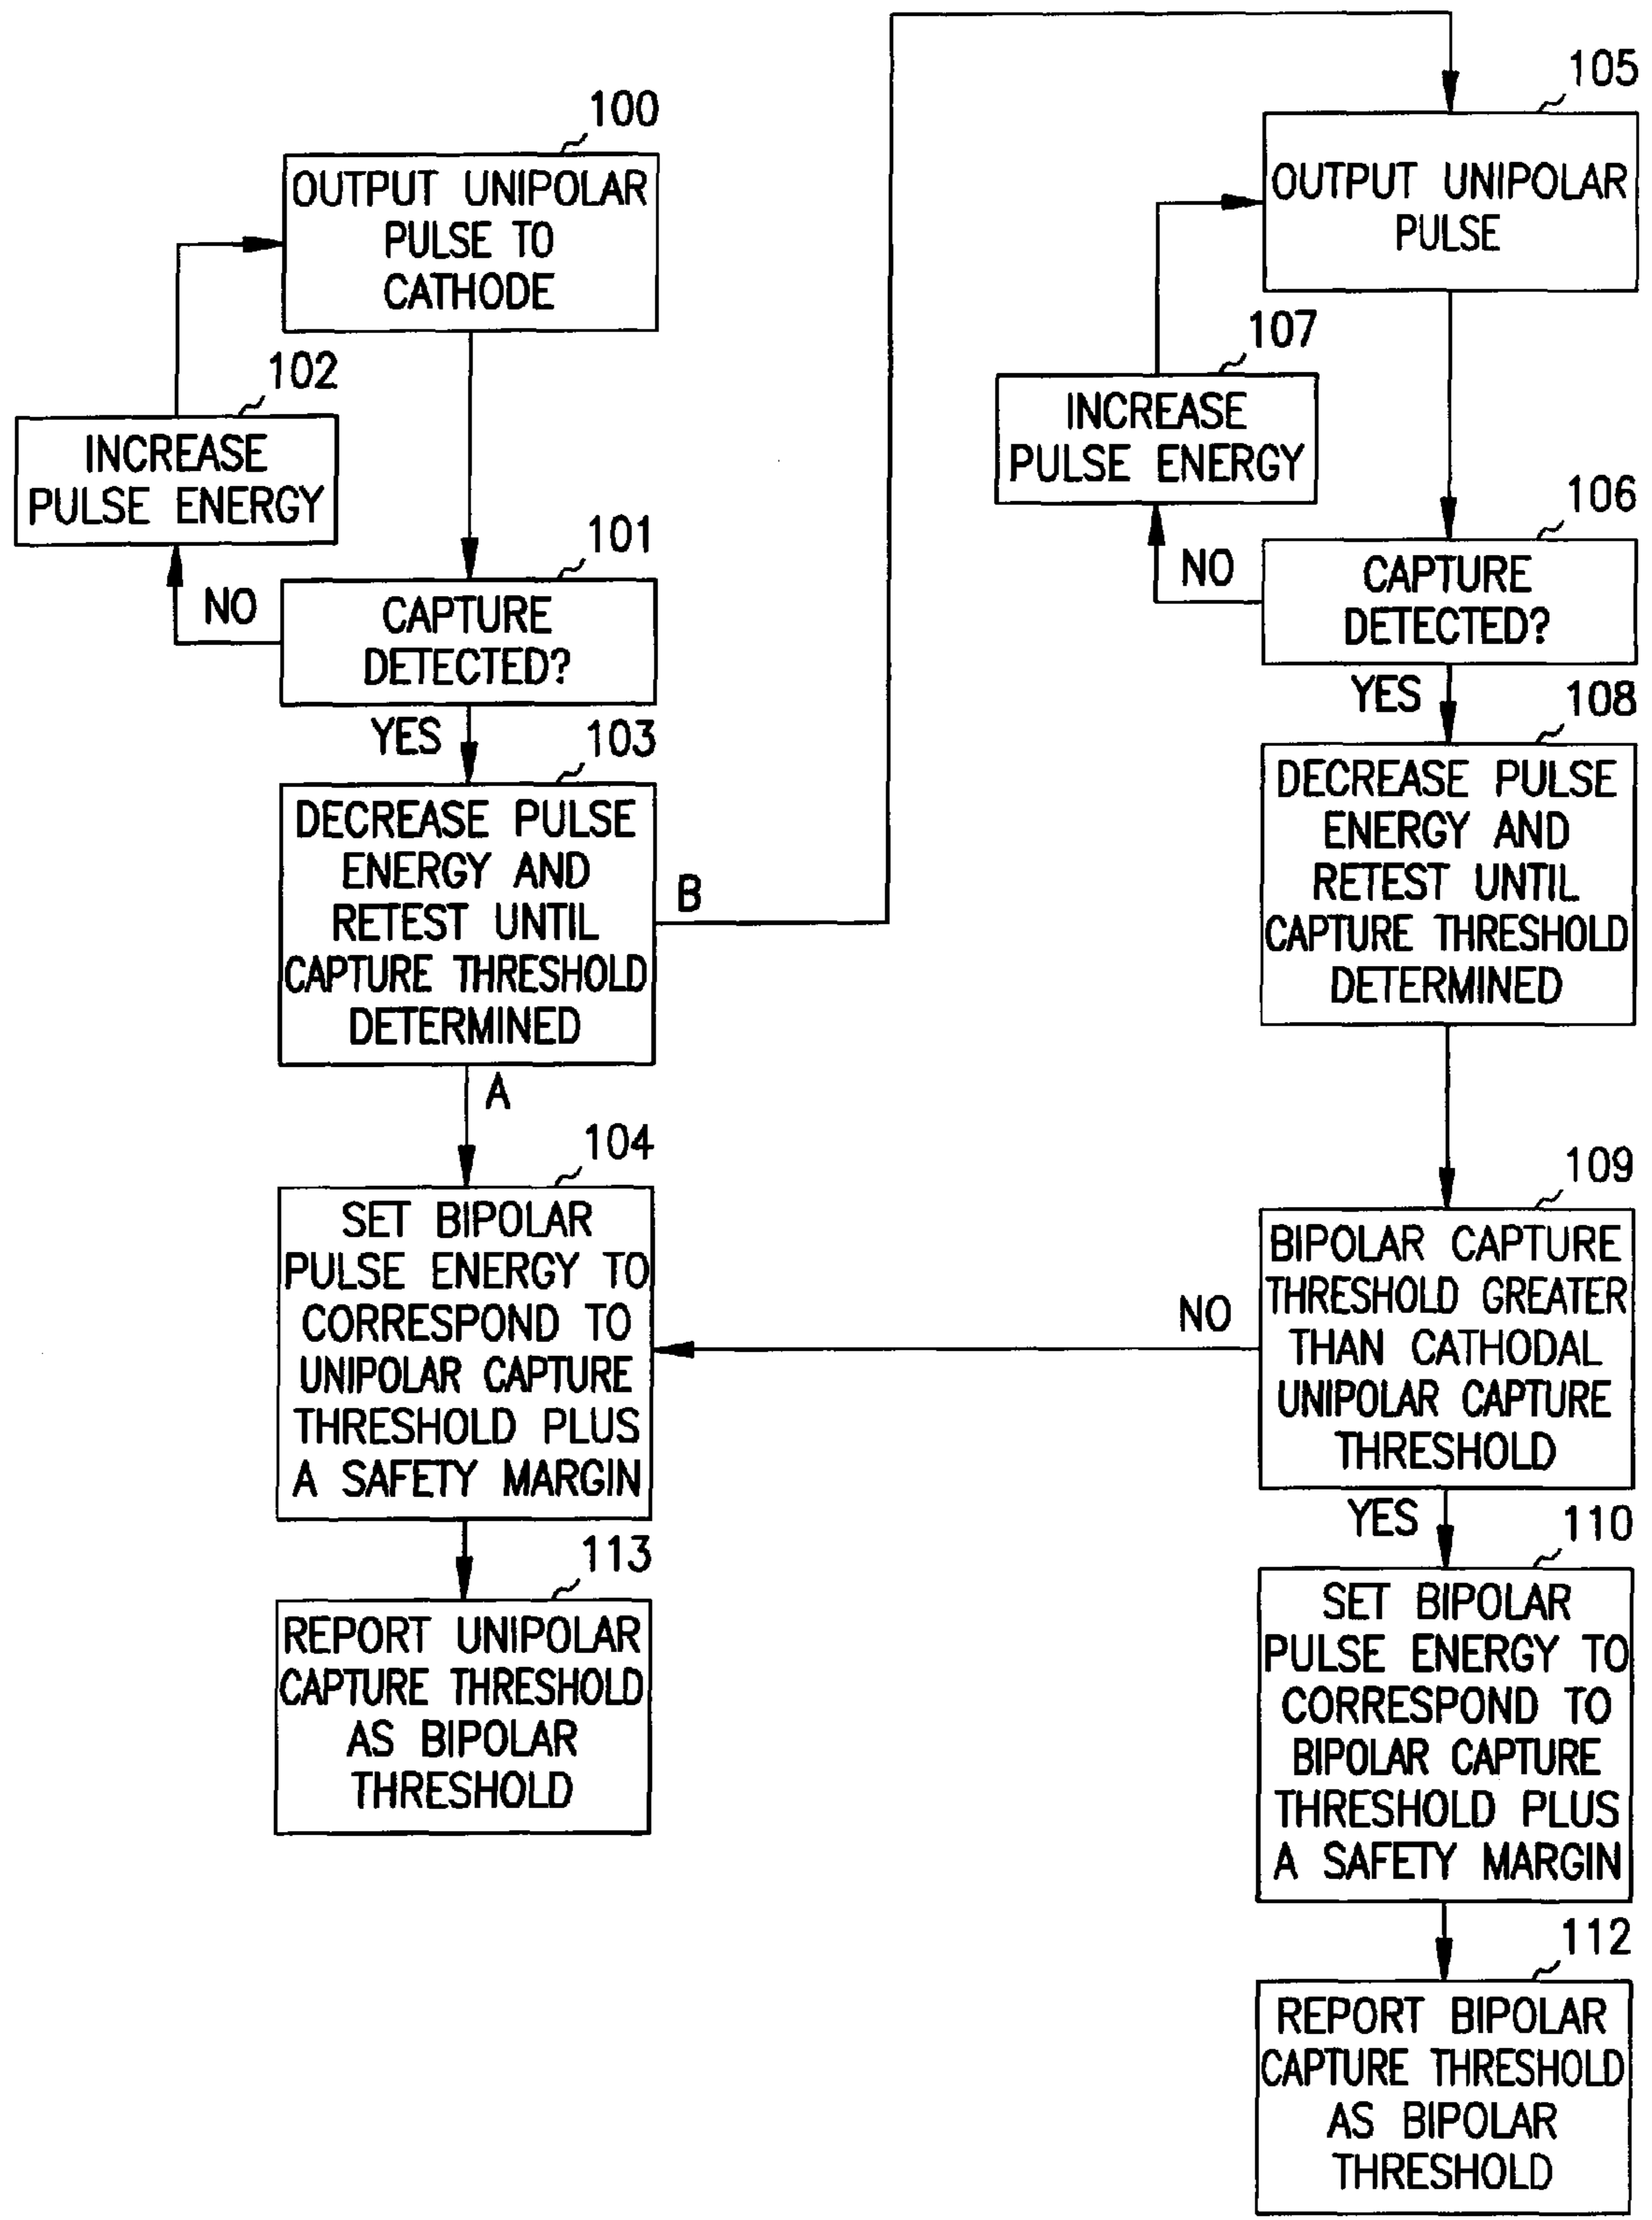 100
OUTPUT UNIPOLAR
PULSE TO
CATHODE
102
INCREASE
PULSE ENERGY
101
NO
CAPTURE
DETECTED?
YES
103
DECREASE PULSE
ENERGY AND
RETEST UNTIL
CAPTURE THRESHOLD
DETERMINED
B
A
104
SET BIPOLAR
PULSE ENERGY TO
CORRESPOND TO
UNIPOLAR CAPTURE
THRESHOLD PLUS
A SAFETY MARGIN
113
REPORT UNIPOLAR
CAPTURE THRESHOLD
AS BIPOLAR
THRESHOLD
105
OUTPUT UNIPOLAR
PULSE
107
INCREASE
PULSE ENERGY
106
NO
CAPTURE
DETECTED?
YES
108
DECREASE PULSE
ENERGY AND
RETEST UNTIL
CAPTURE THRESHOLD
DETERMINED
109
BIPOLAR CAPTURE
THRESHOLD GREATER
THAN CATHODAL
UNIPOLAR CAPTURE
THRESHOLD
NO
YES
110
SET BIPOLAR
PULSE ENERGY TO
CORRESPOND TO
BIPOLAR CAPTURE
THRESHOLD PLUS
A SAFETY MARGIN
112
REPORT BIPOLAR
CAPTURE THRESHOLD
AS BIPOLAR
THRESHOLD